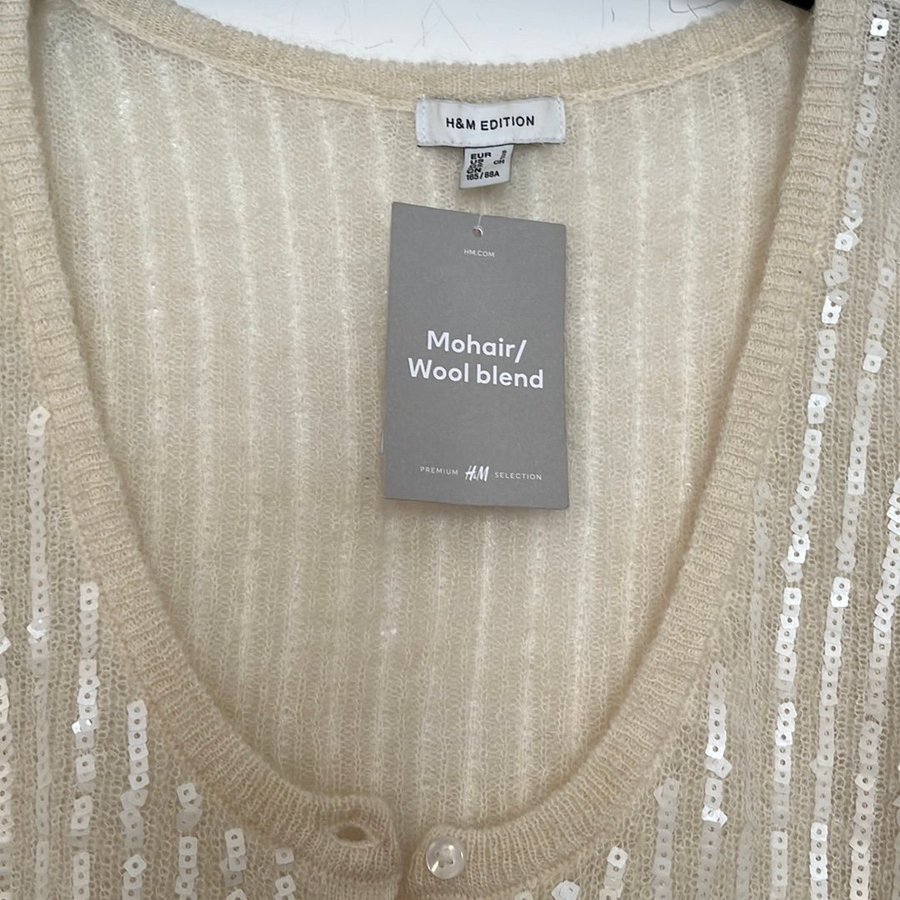 H&M EDITION
EUR
US
CN
165/88A
HM.COM
Mohair/
Wool blend
PREMIUM H&M SELECTION